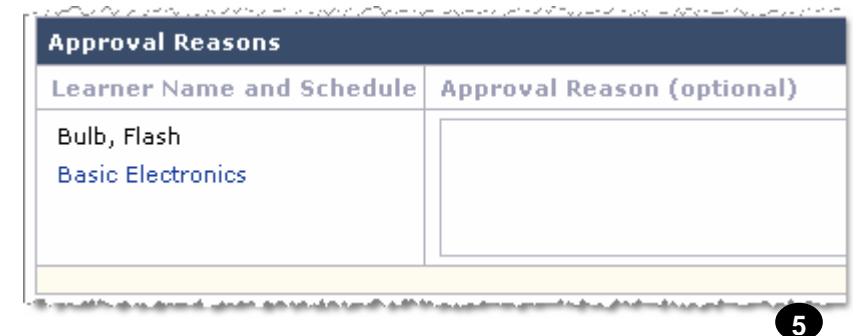 Approval Reasons
Learner Name and Schedule Approval Reason (optional)
Bulb, Flash
Basic Electronics
5